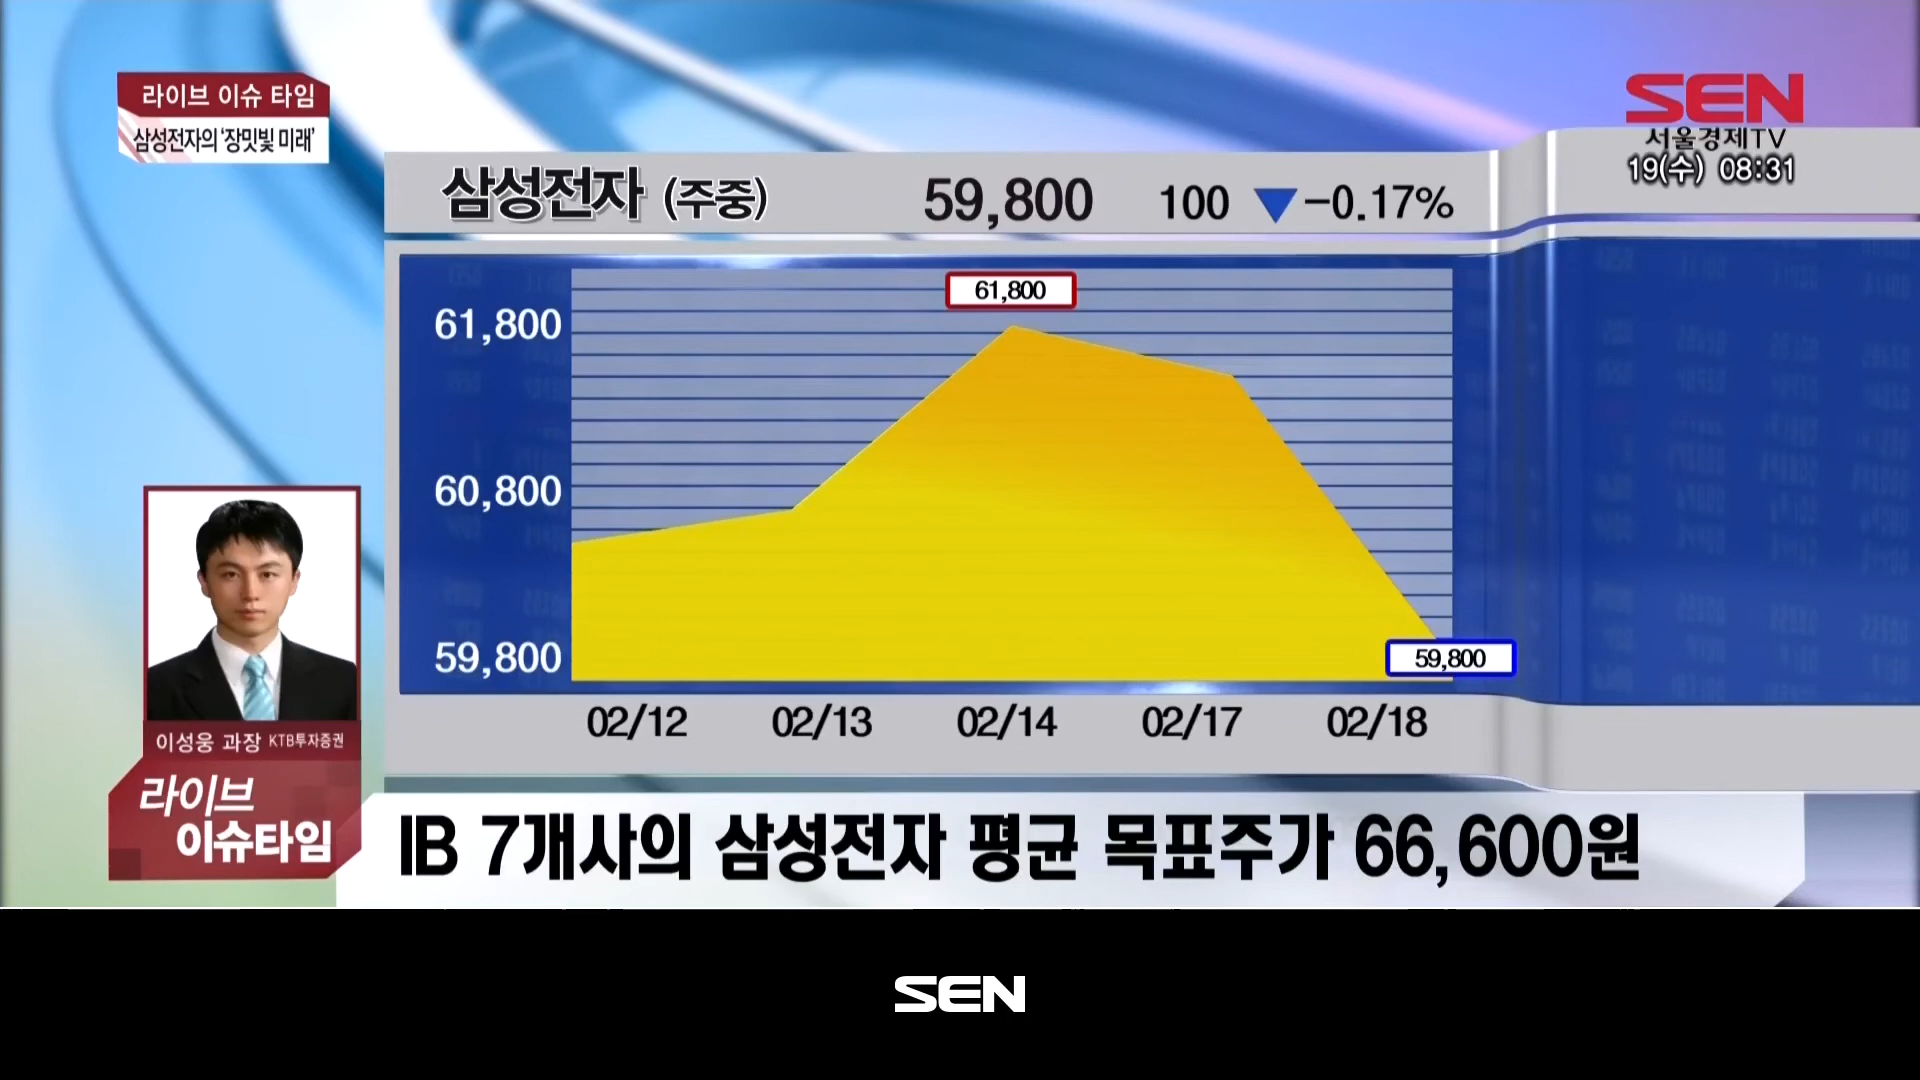 라이브 이슈 타임
삼성전자의 '장밋빛 미래'
SEN
서울경제TV
19(수) 08:31
삼성전자 (주중) 59,800 100 ▼-0.17%
61,800
61,800
60,800
59,800
59,800
02/12 02/13 02/14 02/17 02/18
이성웅 과장 KTB투자증권
라이브
이슈타임
IB 7개사의 삼성전자 평균 목표주가 66,600원
SEN